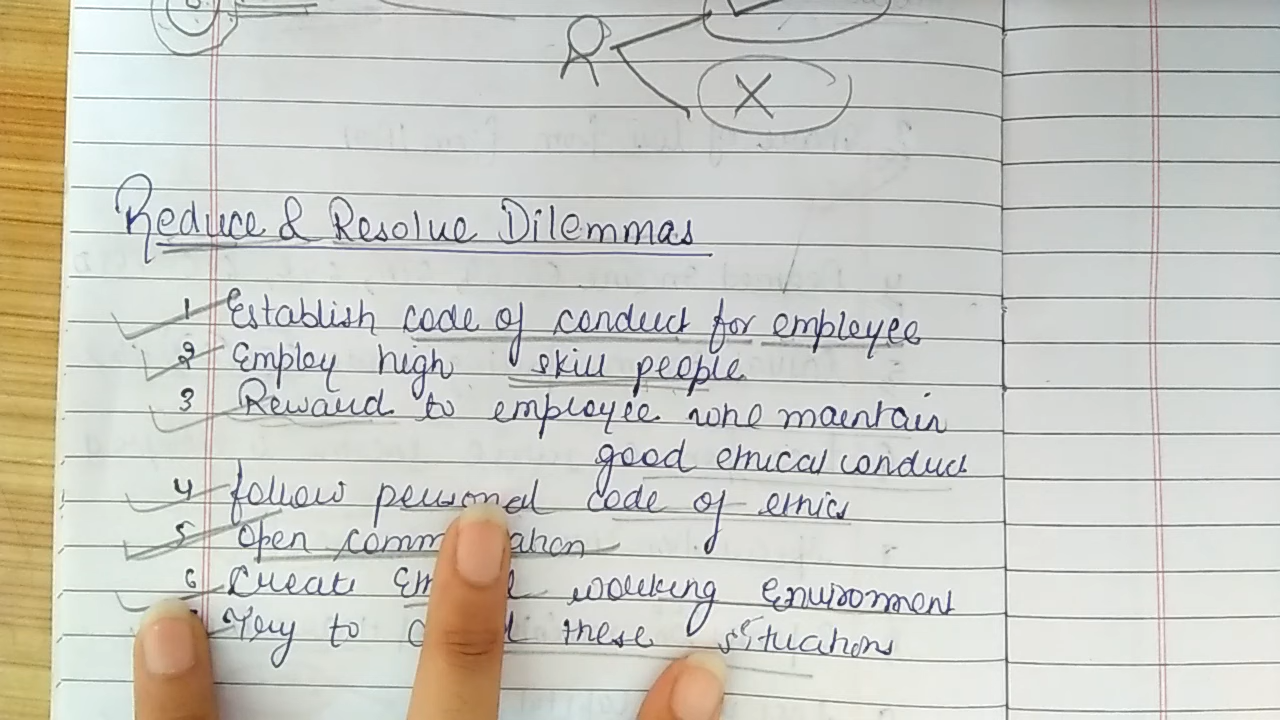 Reduce & Resolve Dilemmas
1 Establish code of conduct for employee
2 Employ high skill people
3 Reward to employee who maintain
good ethical conduct
4 follow personal code of ethics
5 open
6 Create working Enviroment
Try to these situations